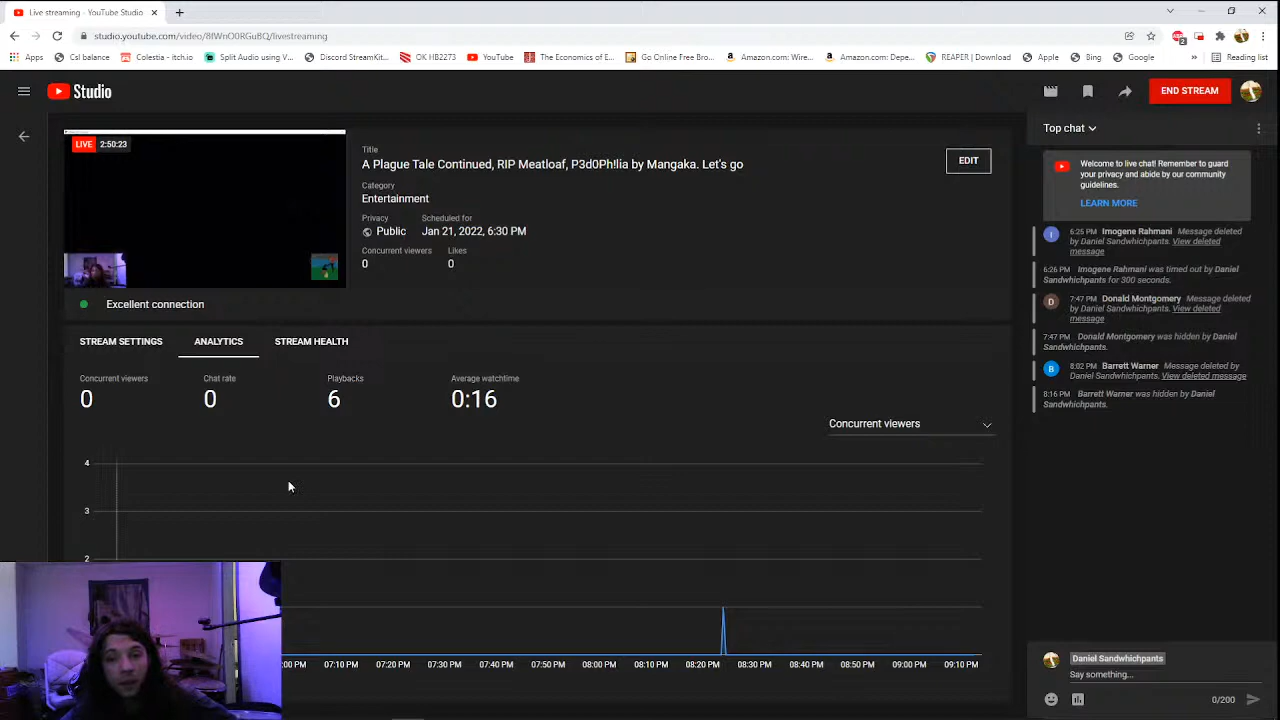 Live streaming - YouTube Studio
studio.youtube.com/video/8IWnO08GuBQ/livestreaming
2
Apps Csl balance Colestia - itch.io Split Audio using V... Discord StreamKit... OK HB2273 YouTube The Economics of E... Go Online Free Bro... Amazon.com: Wire... Amazon.com: Depe... REAPER | Download Apple Bing Google » Reading list
Studio
END STREAM
LIVE 2:50:23
Title
A Plague Tale Continued, RIP Meatloaf, P3d0Ph!lia by Mangaka. Let's go
EDIT
Category
Entertainment
Privacy Scheduled for
Public Jan 21, 2022, 6:30 PM
Concurrent viewers Likes
0 0
Excellent connection
STREAM SETTINGS ANALYTICS STREAM HEALTH
Concurrent viewers Chat rate Playbacks Average watchtime
0 0 6 0:16
Concurrent viewers
4
3
2
:00 PM 07:10 PM 07:20 PM 07:30 PM 07:40 PM 07:50 PM 08:00 PM 08:10 PM 08:20 PM 08:30 PM 08:40 PM 08:50 PM 09:00 PM 09:10 PM
Top chat
Welcome to live chat! Remember to guard
your privacy and abide by our community
guidelines.
LEARN MORE
I 6:25 PM Imogene Rahmani Message deleted
by Daniel Sandwhichpants. View deleted
message
6:26 PM Imogene Rahmani was timed out by Daniel
Sandwhichpants for 300 seconds.
D 7:47 PM Donald Montgomery Message deleted
by Daniel Sandwhichpants. View deleted
message
7:47 PM Donald Montgomery was hidden by Daniel
Sandwhichpants.
B 8:02 PM Barrett Warner Message deleted by
Daniel Sandwhichpants. View deleted message
8:16 PM Barrett Warner was hidden by Daniel
Sandwhichpants.
Daniel Sandwhichpants
Say something...
0/200